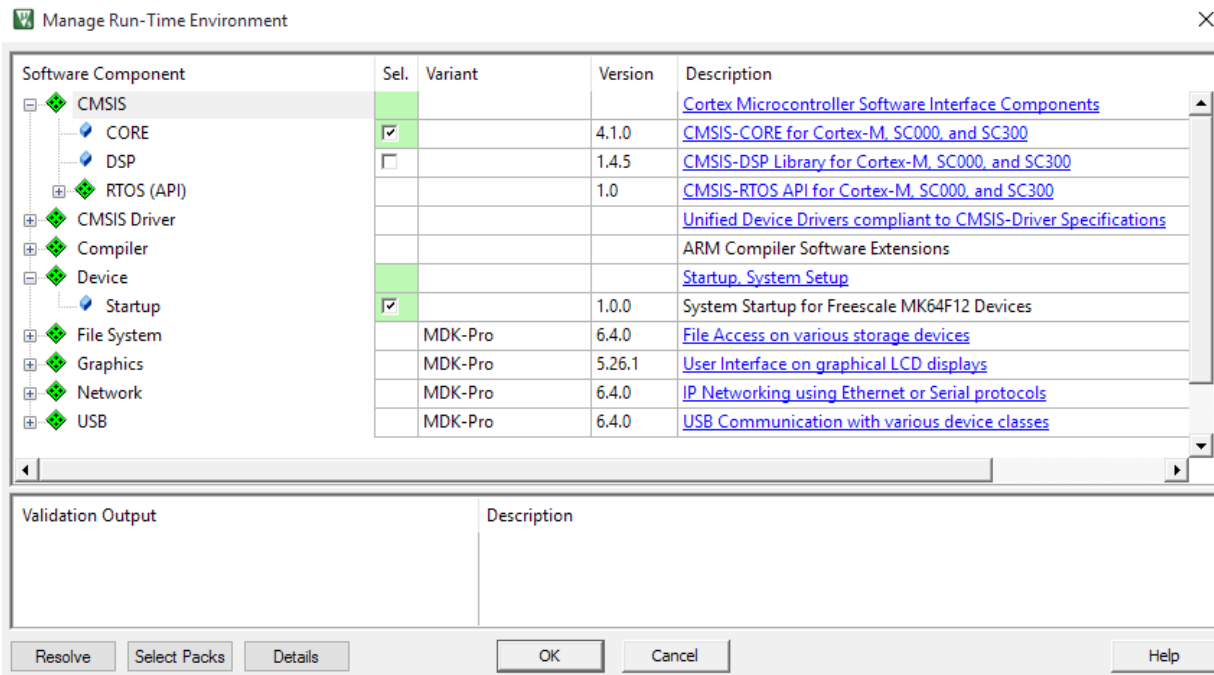 Manage Run-Time Environment
Software Component Sel. Variant Version Description
CMSIS Cortex Microcontroller Software Interface Components
CORE 4.1.0 CMSIS-CORE for Cortex-M, SC000, and SC300
DSP 1.4.5 CMSIS-DSP Library for Cortex-M, SC000, and SC300
RTOS (API) 1.0 CMSIS-RTOS API for Cortex-M, SC000, and SC300
CMSIS Driver Unified Device Drivers compliant to CMSIS-Driver Specifications
Compiler ARM Compiler Software Extensions
Device Startup, System Setup
Startup 1.0.0 System Startup for Freescale MK64F12 Devices
File System MDK-Pro 6.4.0 File Access on various storage devices
Graphics MDK-Pro 5.26.1 User Interface on graphical LCD displays
Network MDK-Pro 6.4.0 IP Networking using Ethernet or Serial protocols
USB MDK-Pro 6.4.0 USB Communication with various device classes
Validation Output Description
Resolve Select Packs Details OK Cancel Help